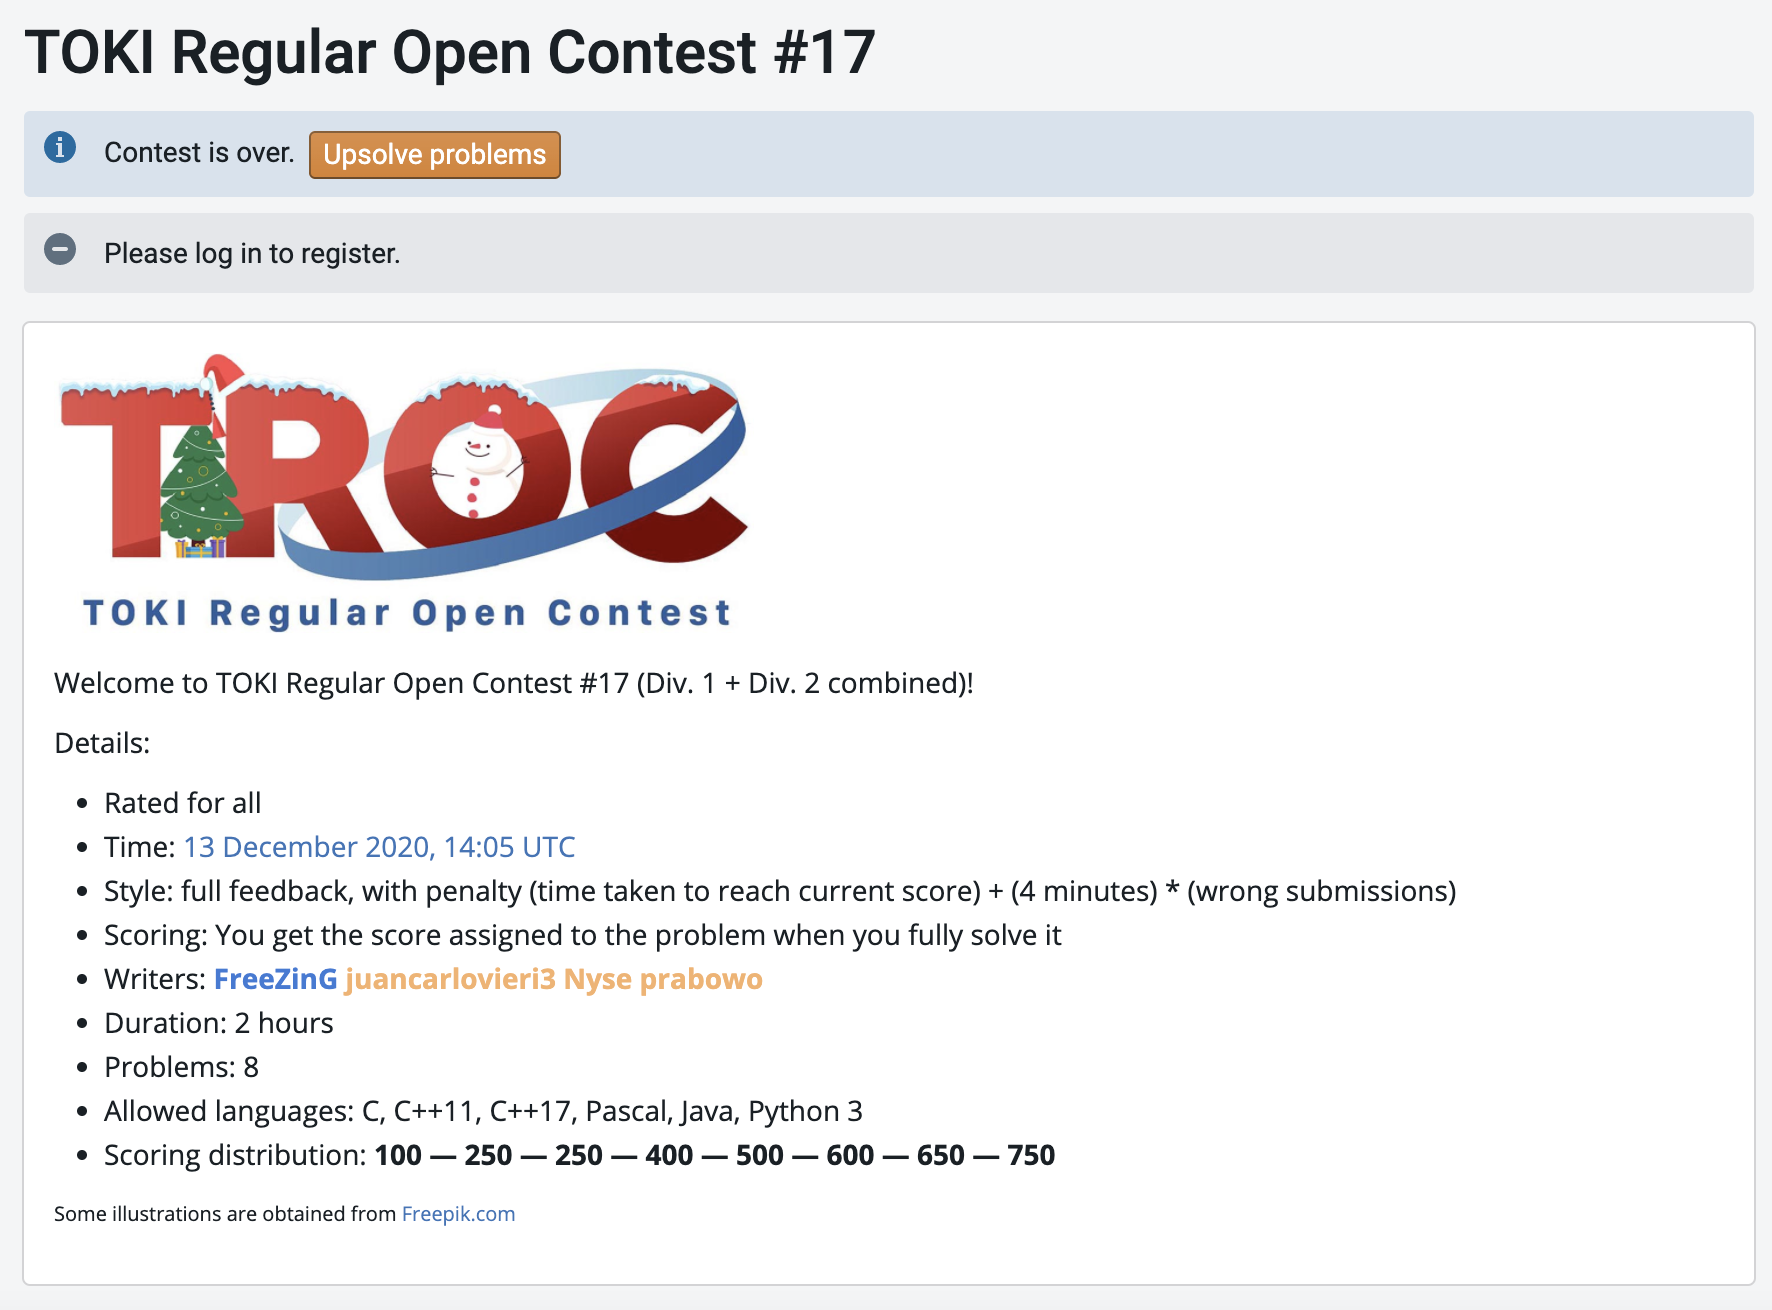 TOKI Regular Open Contest #17
Contest is over. Upsolve problems
Please log in to register.
TROC
TOKI Regular Open Contest
Welcome to TOKI Regular Open Contest #17 (Div. 1 + Div. 2 combined)!
Details:
• Rated for all
• Time: 13 December 2020, 14:05 UTC
• Style: full feedback, with penalty (time taken to reach current score) + (4 minutes) * (wrong submissions)
• Scoring: You get the score assigned to the problem when you fully solve it
• Writers: FreeZinG juancarlovieri3 Nyse prabowo
• Duration: 2 hours
• Problems: 8
• Allowed languages: C, C++11, C++17, Pascal, Java, Python 3
• Scoring distribution: 100 — 250 — 250 — 400 — 500 — 600 — 650 — 750
Some illustrations are obtained from Freepik.com